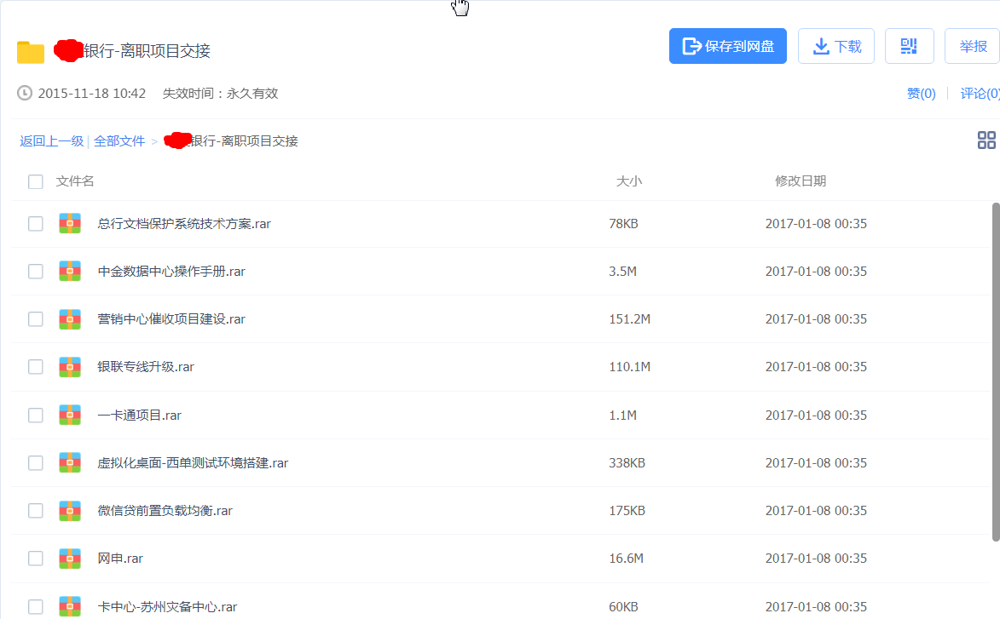 银行-离职项目交接
保存到网盘 下载 举报
2015-11-18 10:42 失效时间：永久有效
赞(0) 评论(0)
返回上一级 | 全部文件 > 银行-离职项目交接
文件名 大小 修改日期
总行文档保护系统技术方案.rar 78KB 2017-01-08 00:35
中金数据中心操作手册.rar 3.5M 2017-01-08 00:35
营销中心催收项目建设.rar 151.2M 2017-01-08 00:35
银联专线升级.rar 110.1M 2017-01-08 00:35
一卡通项目.rar 1.1M 2017-01-08 00:35
虚拟化桌面-西单测试环境搭建.rar 338KB 2017-01-08 00:35
微信贷前置负载均衡.rar 175KB 2017-01-08 00:35
网申.rar 16.6M 2017-01-08 00:35
卡中心-苏州灾备中心.rar 60KB 2017-01-08 00:35